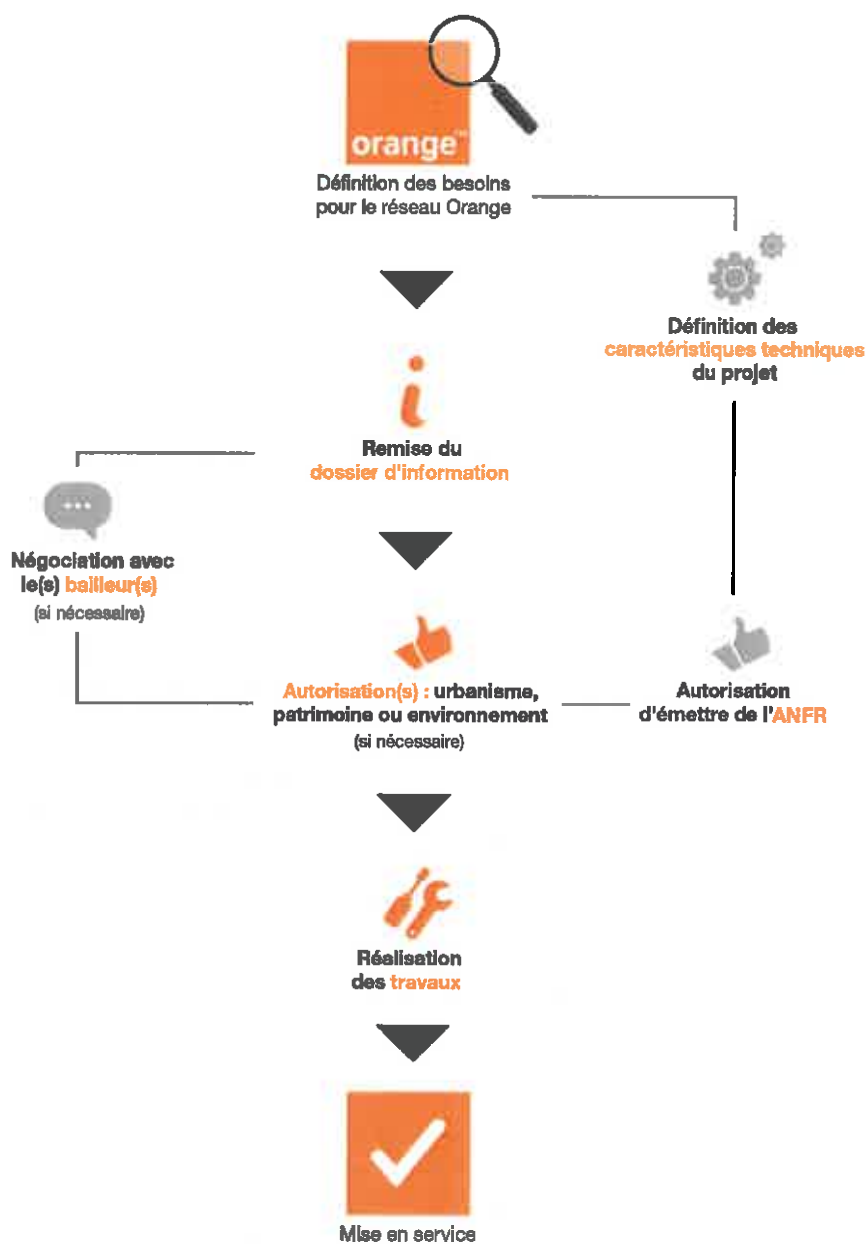 orange™
Définition des besoins
pour le réseau Orange
Définition des
caractéristiques techniques
du projet
Remise du
dossier d'information
Négociation avec
le(s) bailleur(s)
(si nécessaire)
Autorisation(s) : urbanisme,
patrimoine ou environnement
(si nécessaire)
Autorisation
d'émettre de l'ANFR
Réalisation
des travaux
Mise en service